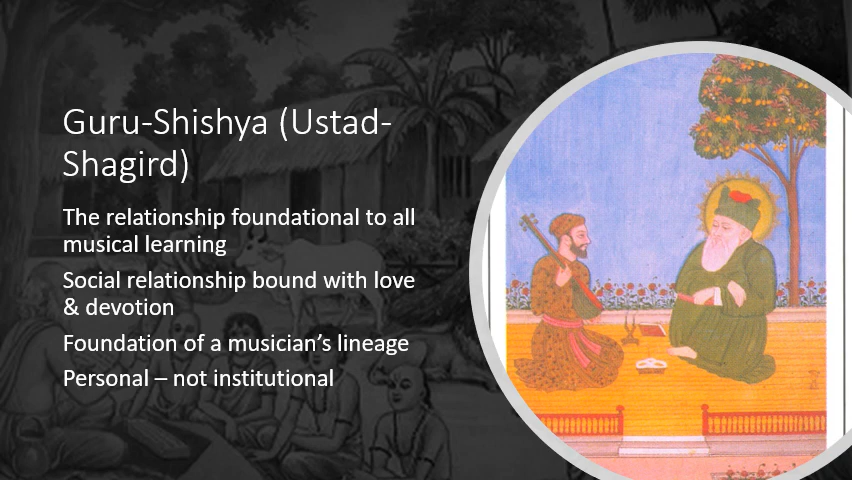 Guru-Shishya (Ustad-
Shagird)
The relationship foundational to all
musical learning
Social relationship bound with love
& devotion
Foundation of a musician’s lineage
Personal – not institutional